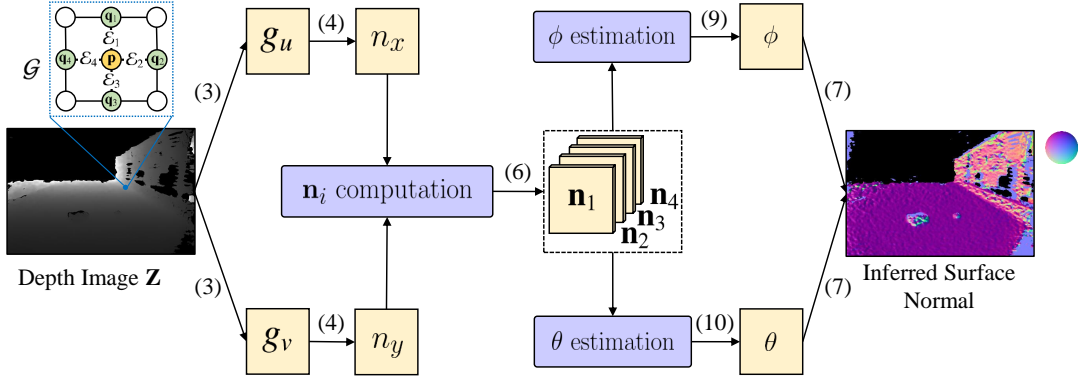 𝒢
q₁
ℰ₁
q₄ ℰ₄ p ℰ₂ q₂
ℰ₃
q₃
Depth Image Z
(3)
(3)
g_u
(4)
n_x
g_v
(4)
n_y
n_i computation
(6)
n₁
n₂
n₃
n₄
ϕ estimation
(9)
ϕ
(7)
θ estimation
(10)
θ
(7)
Inferred Surface
Normal